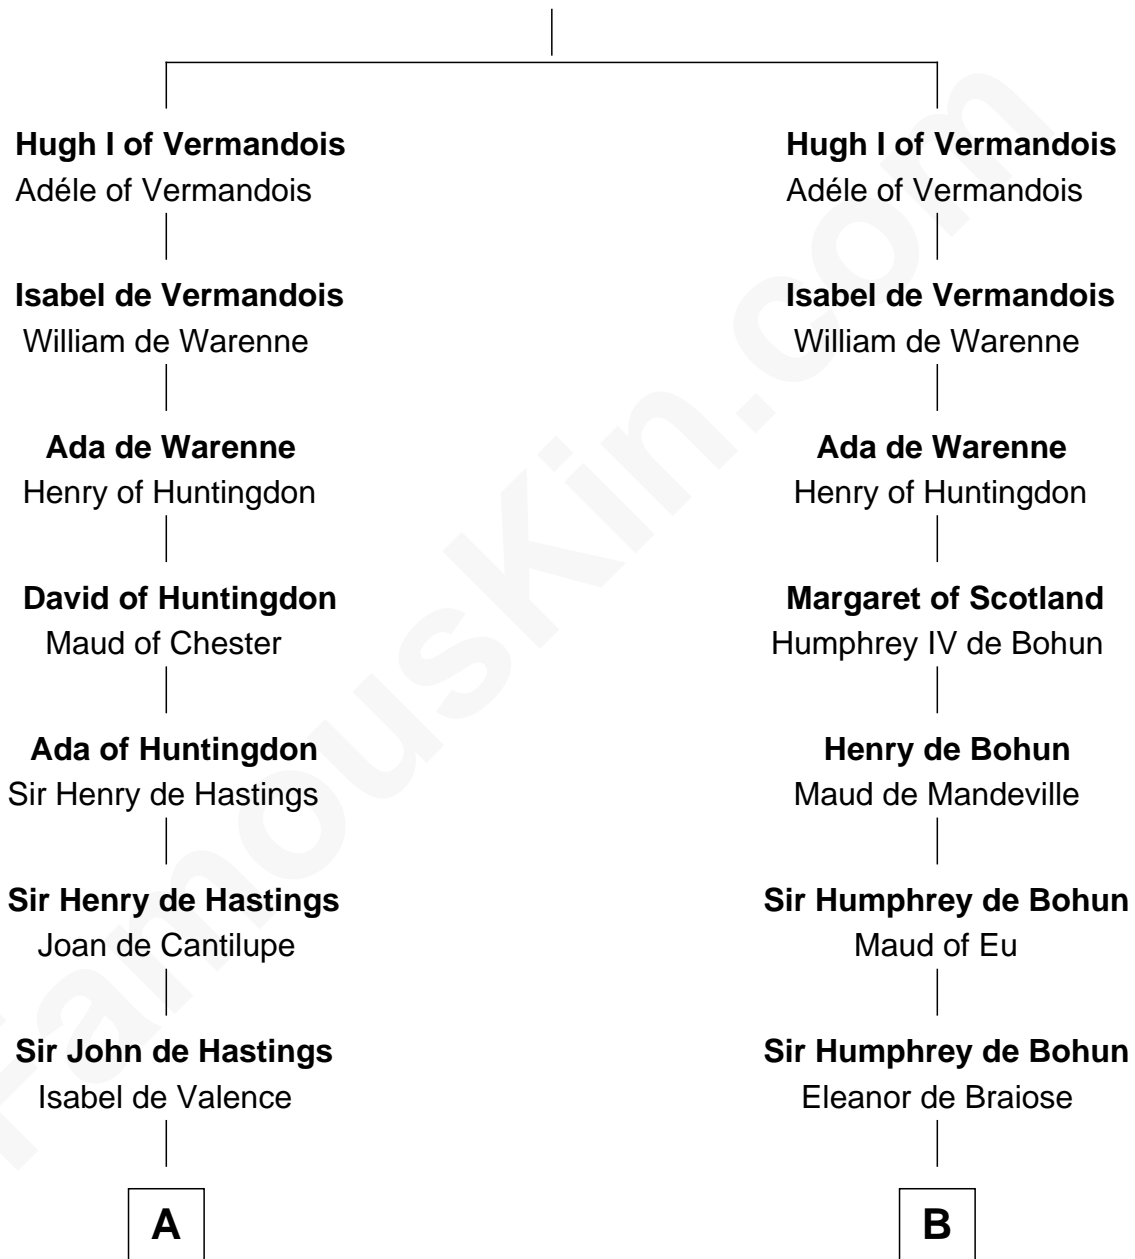 Hugh I of Vermandois
Adéle of Vermandois
Isabel de Vermandois
William de Warenne
Ada de Warenne
Henry of Huntingdon
David of Huntingdon
Maud of Chester
Ada of Huntingdon
Sir Henry de Hastings
Sir Henry de Hastings
Joan de Cantilupe
Sir John de Hastings
Isabel de Valence
A
Hugh I of Vermandois
Adéle of Vermandois
Isabel de Vermandois
William de Warenne
Ada de Warenne
Henry of Huntingdon
Margaret of Scotland
Humphrey IV de Bohun
Henry de Bohun
Maud de Mandeville
Sir Humphrey de Bohun
Maud of Eu
Sir Humphrey de Bohun
Eleanor de Braiose
B
FamousKin.com